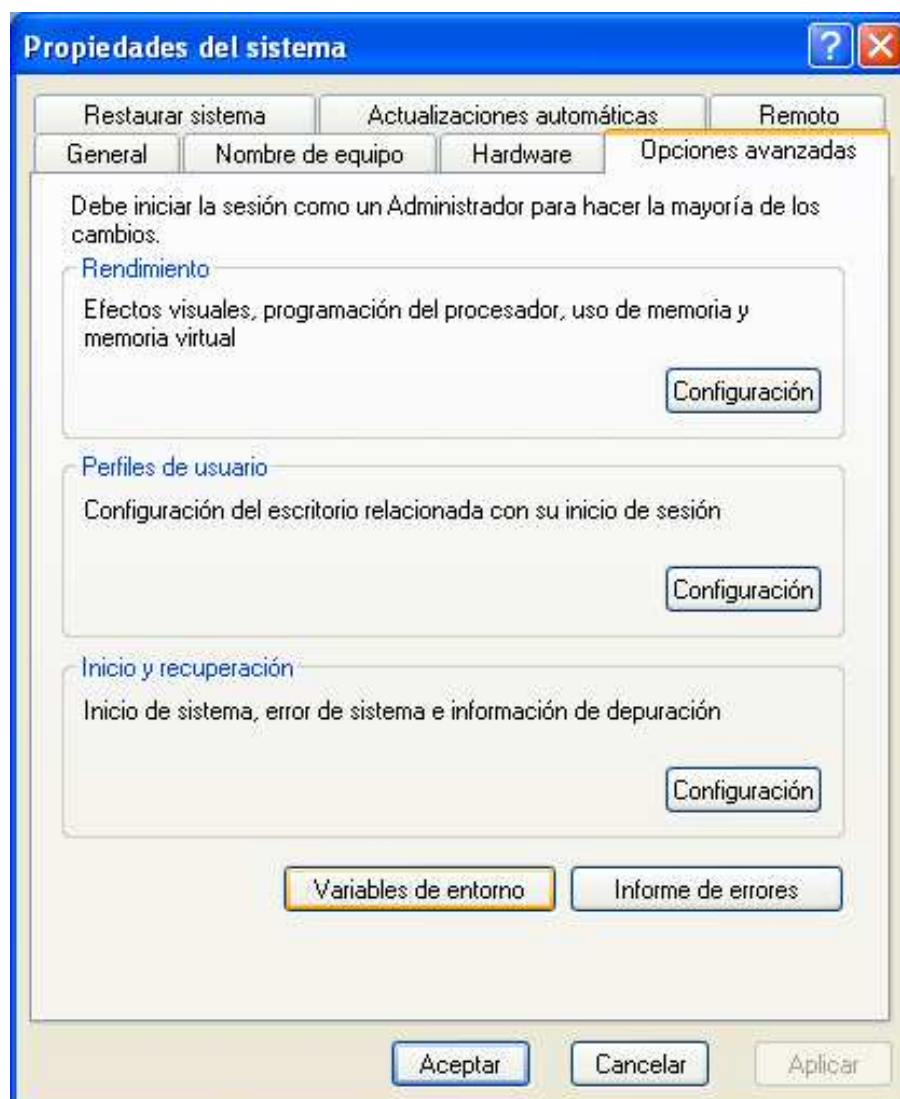 Propiedades del sistema
Restaurar sistema
Actualizaciones automáticas
Remoto
General
Nombre de equipo
Hardware
Opciones avanzadas
Debe iniciar la sesión como un Administrador para hacer la mayoría de los
cambios.
Rendimiento
Efectos visuales, programación del procesador, uso de memoria y
memoria virtual
Configuración
Perfiles de usuario
Configuración del escritorio relacionada con su inicio de sesión
Configuración
Inicio y recuperación
Inicio de sistema, error de sistema e información de depuración
Configuración
Variables de entorno
Informe de errores
Aceptar
Cancelar
Aplicar